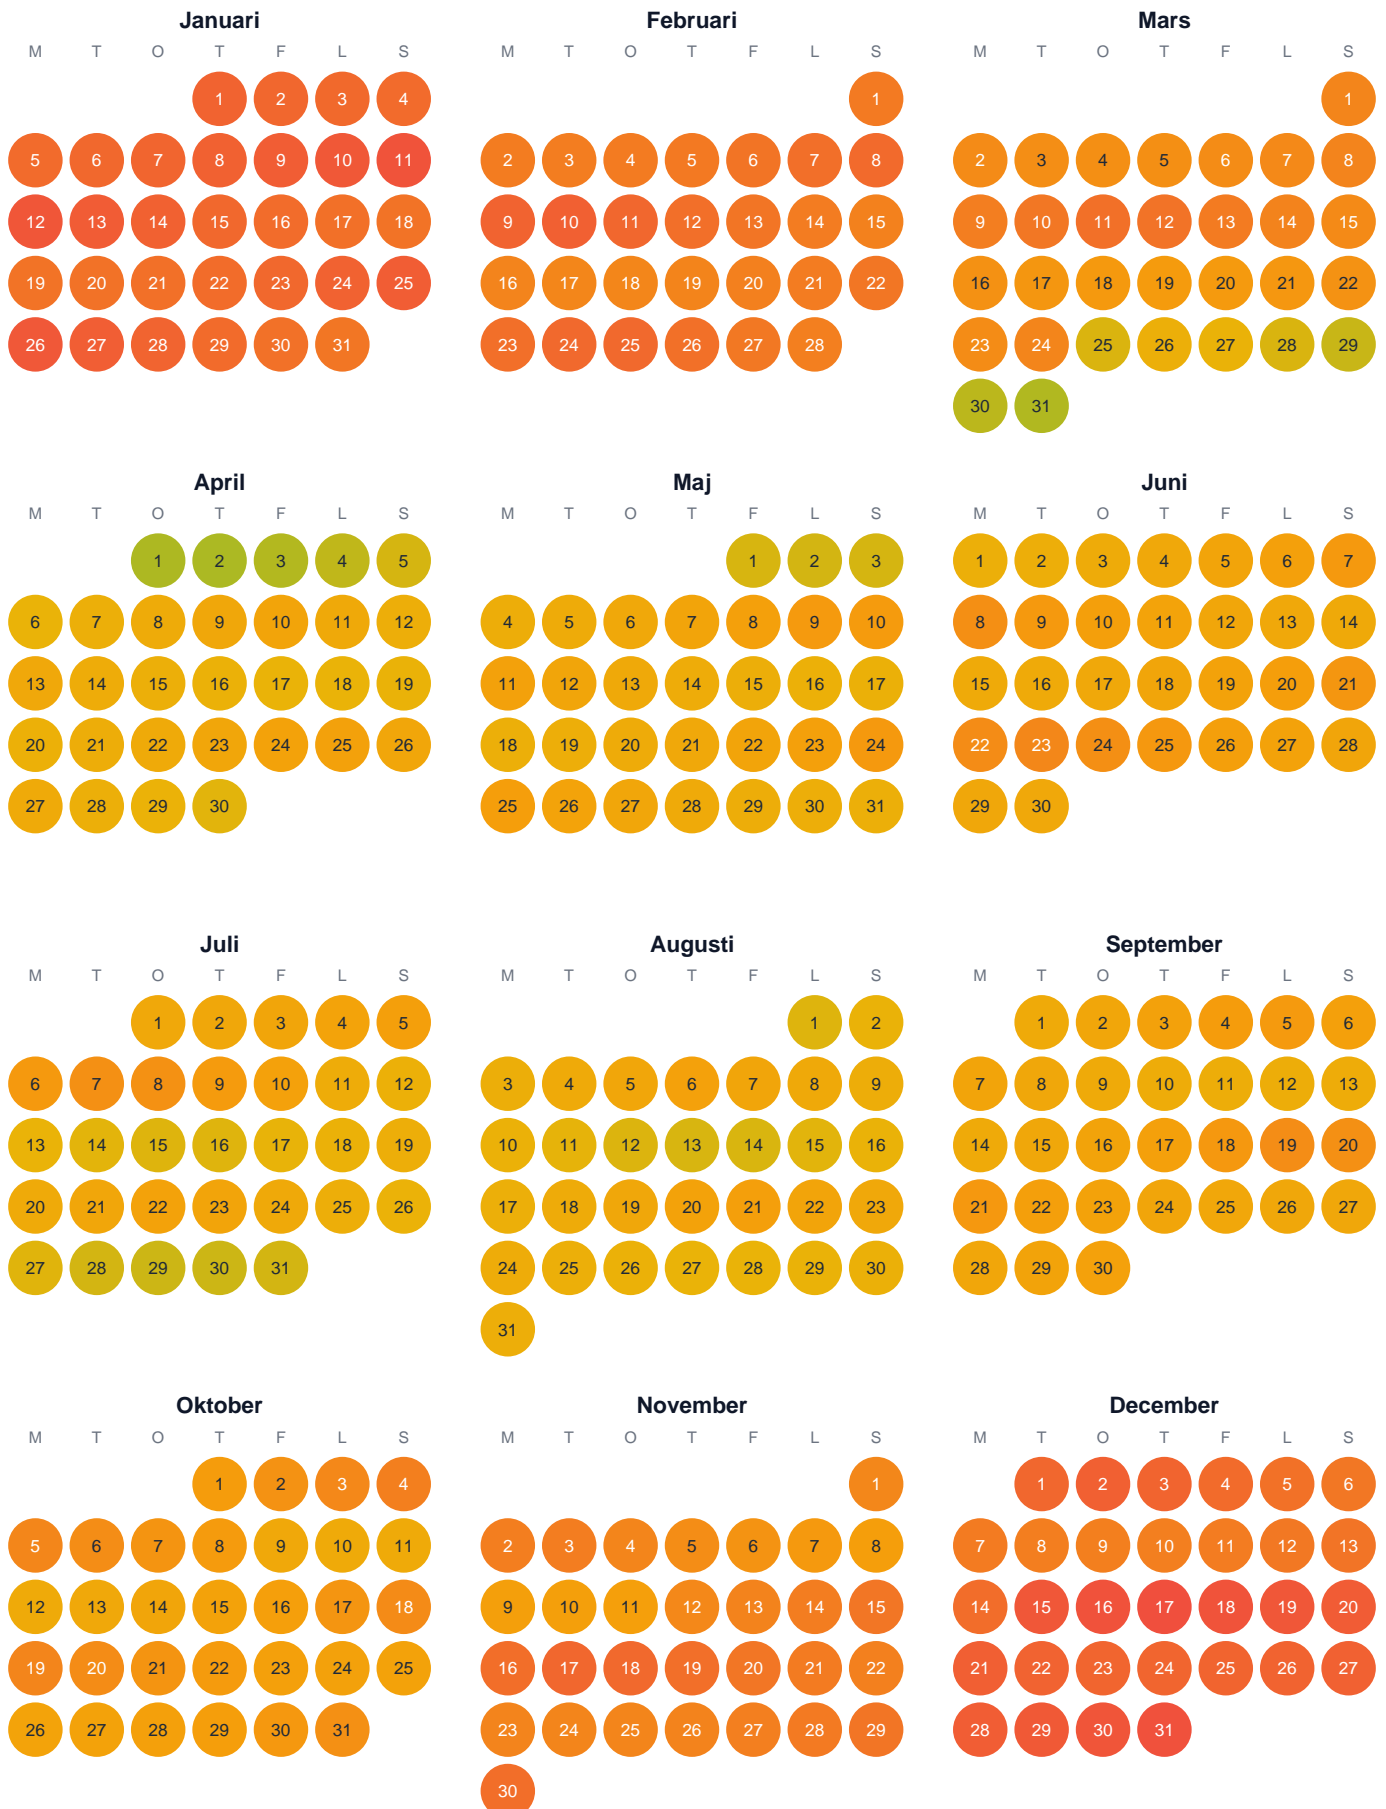 Januari Februari Mars
M T O T F L S M T O T F L S M T O T F L S
1 2 3 4 1 1
5 6 7 8 9 10 11 2 3 4 5 6 7 8 2 3 4 5 6 7 8
12 13 14 15 16 17 18 9 10 11 12 13 14 15 9 10 11 12 13 14 15
19 20 21 22 23 24 25 16 17 18 19 20 21 22 16 17 18 19 20 21 22
26 27 28 29 30 31 23 24 25 26 27 28 23 24 25 26 27 28 29
30 31
April Maj Juni
M T O T F L S M T O T F L S M T O T F L S
1 2 3 4 5 1 2 3 1 2 3 4 5 6 7
6 7 8 9 10 11 12 4 5 6 7 8 9 10 8 9 10 11 12 13 14
13 14 15 16 17 18 19 11 12 13 14 15 16 17 15 16 17 18 19 20 21
20 21 22 23 24 25 26 18 19 20 21 22 23 24 22 23 24 25 26 27 28
27 28 29 30 25 26 27 28 29 30 31 29 30
Juli Augusti September
M T O T F L S M T O T F L S M T O T F L S
1 2 3 4 5 1 2 1 2 3 4 5 6
6 7 8 9 10 11 12 3 4 5 6 7 8 9 7 8 9 10 11 12 13
13 14 15 16 17 18 19 10 11 12 13 14 15 16 14 15 16 17 18 19 20
20 21 22 23 24 25 26 17 18 19 20 21 22 23 21 22 23 24 25 26 27
27 28 29 30 31 24 25 26 27 28 29 30 28 29 30
31
Oktober November December
M T O T F L S M T O T F L S M T O T F L S
1 2 3 4 1 1 2 3 4 5 6
5 6 7 8 9 10 11 2 3 4 5 6 7 8 7 8 9 10 11 12 13
12 13 14 15 16 17 18 9 10 11 12 13 14 15 14 15 16 17 18 19 20
19 20 21 22 23 24 25 16 17 18 19 20 21 22 21 22 23 24 25 26 27
26 27 28 29 30 31 23 24 25 26 27 28 29 28 29 30 31
30